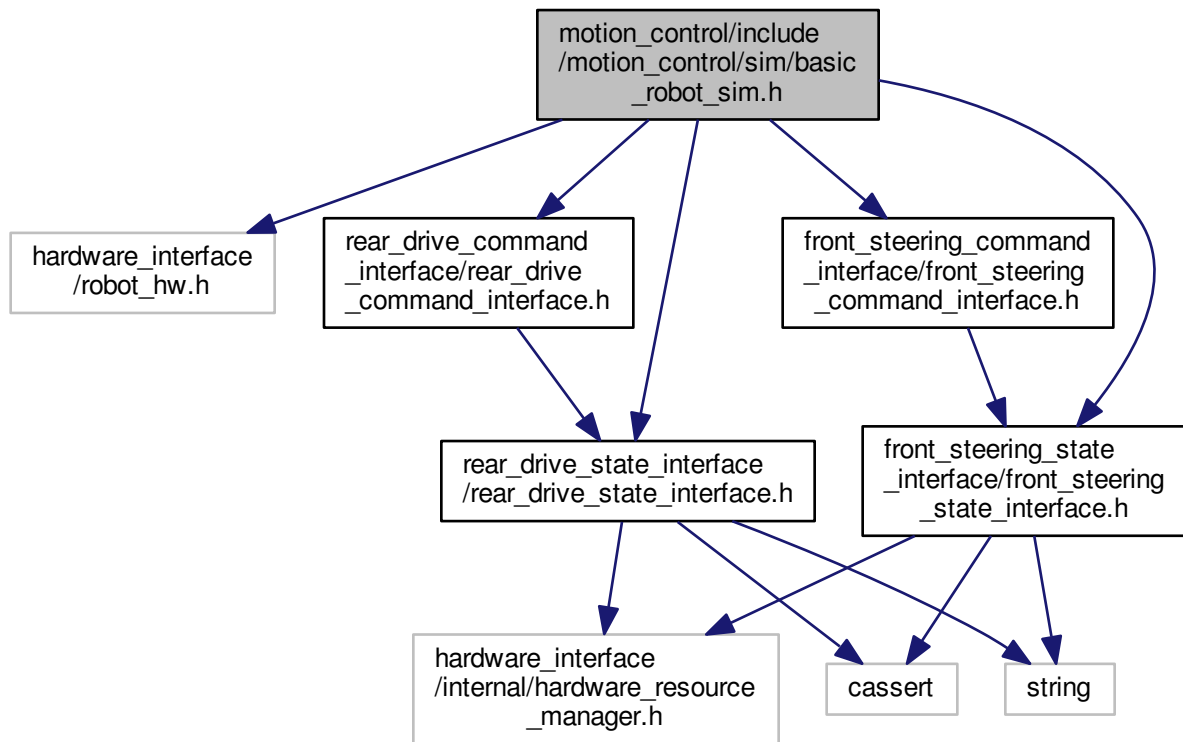 motion_control/include
/motion_control/sim/basic
_robot_sim.h
hardware_interface
/robot_hw.h
rear_drive_command
_interface/rear_drive
_command_interface.h
front_steering_command
_interface/front_steering
_command_interface.h
rear_drive_state_interface
/rear_drive_state_interface.h
front_steering_state
_interface/front_steering
_state_interface.h
hardware_interface
/internal/hardware_resource
_manager.h
cassert
string